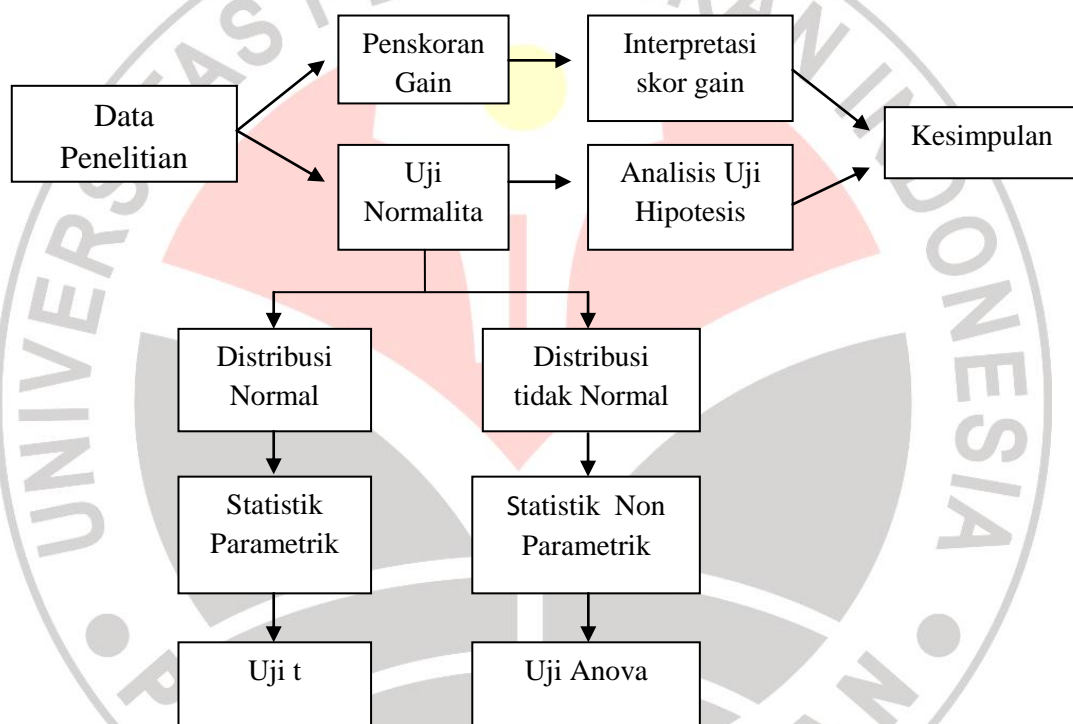 Penskoran
Gain
Interpretasi
skor gain
Data
Penelitian
Kesimpulan
Uji
Normalita
Analisis Uji
Hipotesis
Distribusi
Normal
Distribusi
tidak Normal
Statistik
Parametrik
Statistik Non
Parametrik
Uji t
Uji Anova